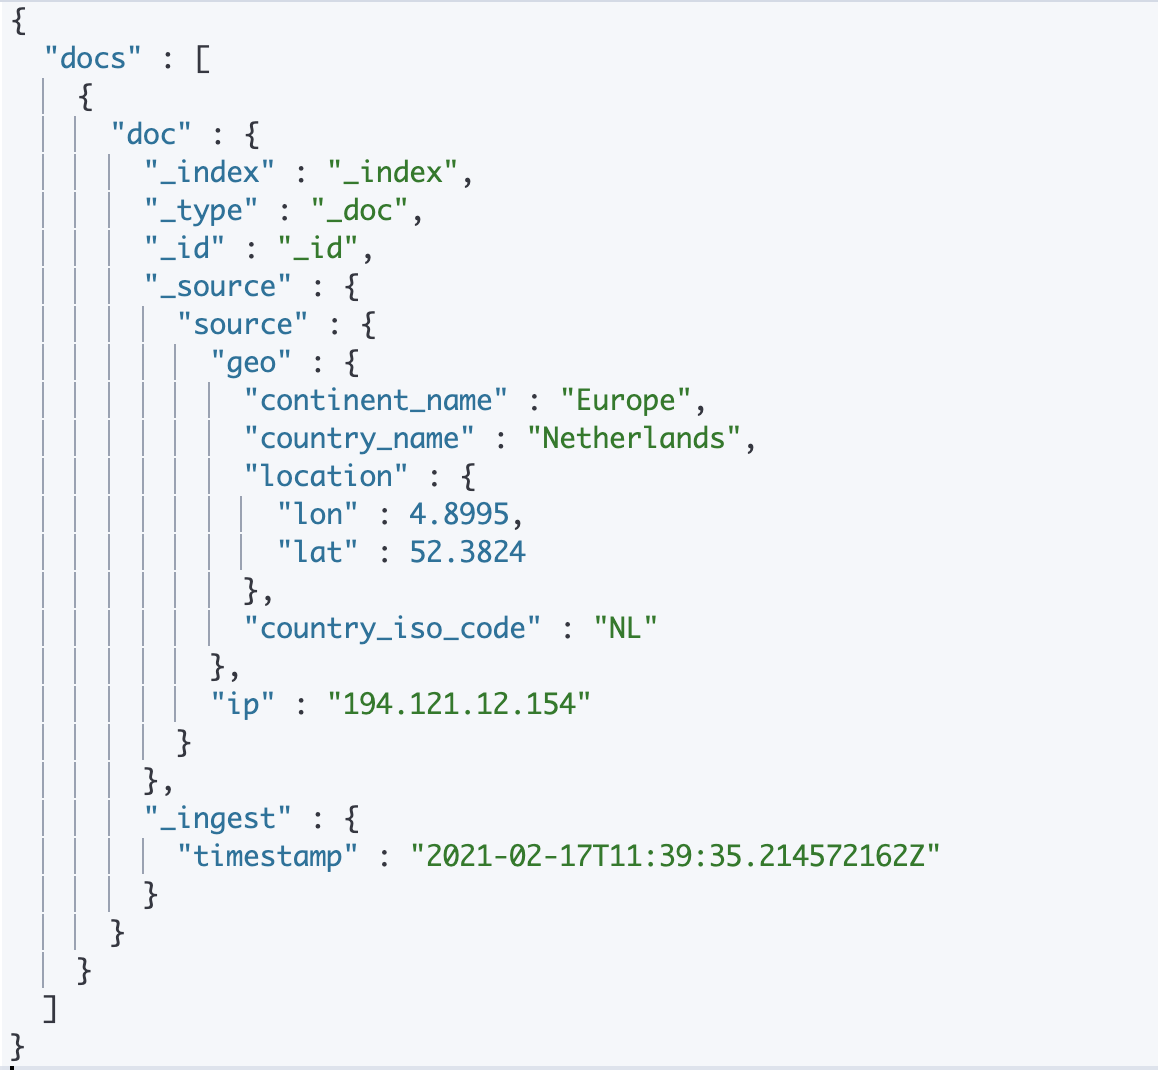 {
  "docs" : [
    {
      "doc" : {
        "_index" : "_index",
        "_type" : "_doc",
        "_id" : "_id",
        "_source" : {
          "source" : {
            "geo" : {
              "continent_name" : "Europe",
              "country_name" : "Netherlands",
              "location" : {
                "lon" : 4.8995,
                "lat" : 52.3824
              },
              "country_iso_code" : "NL"
            },
            "ip" : "194.121.12.154"
          }
        },
        "_ingest" : {
          "timestamp" : "2021-02-17T11:39:35.214572162Z"
        }
      }
    }
  ]
}